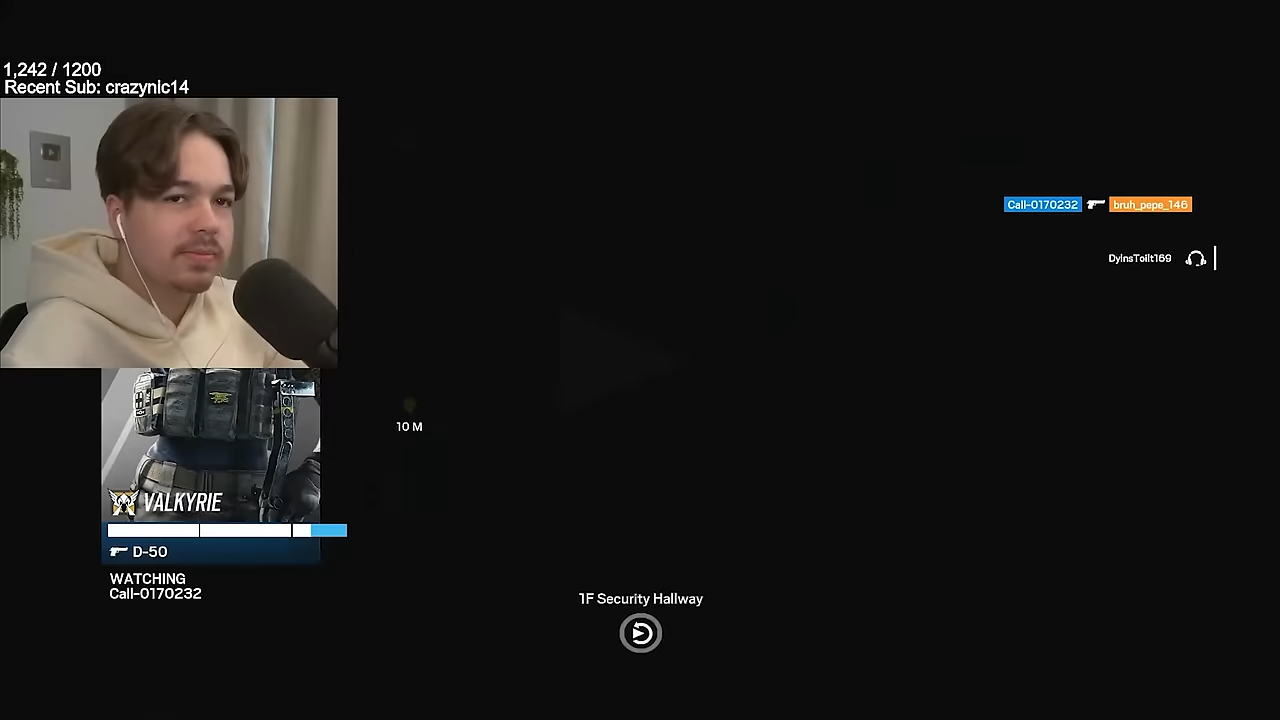 1,242 / 1200
Recent Sub: crazynic14
Call-0170232 bruh_pepe_146
DyInsToilt169
10 M
VALKYRIE
D-50
WATCHING
Call-0170232
1F Security Hallway